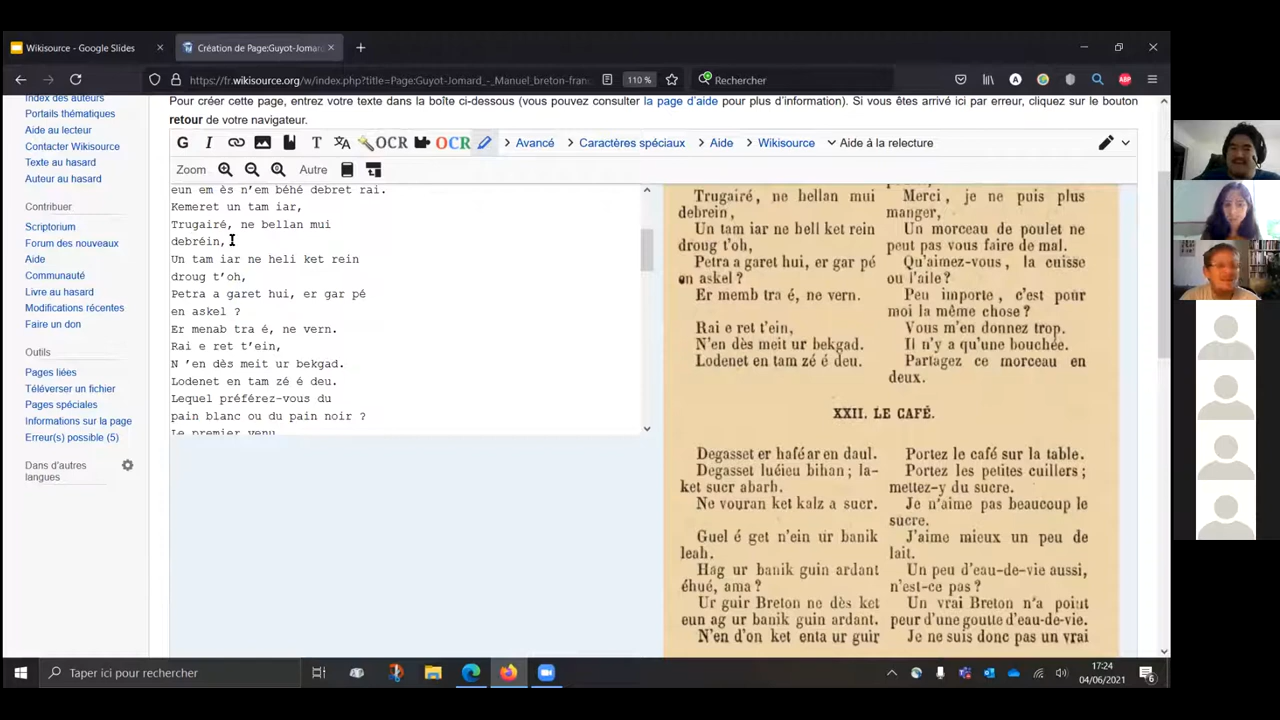 Wikisource - Google Slides
Création de Page:Guyot-Jomar
https://fr.wikisource.org/w/index.php?title=Page:Guyot-Jomard_-_Manuel_breton-fran
110 %
Rechercher
Index des auteurs
Portails thématiques
Aide au lecteur
Contacter Wikisource
Texte au hasard
Auteur au hasard
Contribuer
Scriptorium
Forum des nouveaux
Aide
Communauté
Livre au hasard
Modifications récentes
Faire un don
Outils
Pages liées
Téléverser un fichier
Pages spéciales
Informations sur la page
Erreur(s) possible (5)
Dans d'autres
langues
Pour créer cette page, entrez votre texte dans la boîte ci-dessous (vous pouvez consulter la page d'aide pour plus d'information). Si vous êtes arrivé ici par erreur, cliquez sur le bouton
retour de votre navigateur.
G I T OCR OCR Avancé Caractères spéciaux Aide Wikisource Aide à la relecture
Zoom Autre
eun em ès n’em béhé debret rai.
Kemeret un tam iar,
Trugairé, ne bellan mui
debréin,
Un tam iar ne heli ket rein
droug t’oh,
Petra a garet hui, er gar pé
en askel ?
Er menab tra é, ne vern.
Rai e ret t’ein,
N ’en dès meit ur bekgad.
Lodenet en tam zé é deu.
Lequel préférez-vous du
pain blanc ou du pain noir ?
Le premier venu
Trugairé, ne bellan mui
debrein,
Un tam iar ne hell ket rein
droug t'oh,
Petra a garet hui, er gar pé
en askel ?
Er memb tra é, ne vern.
Rai e ret t'ein,
N'en dès meit ur bekgad.
Lodenet en tam zé é deu.
Merci, je ne puis plus
manger,
Un morceau de poulet ne
peut pas vous faire de mal.
Qu'aimez-vous, la cuisse
ou l'aile ?
Peu importe, c'est pour
moi la même chose ?
Vous m'en donnez trop.
Il n'y a qu'une bouchée.
Partagez ce morceau en
deux.
XXII. LE CAFÉ.
Degasset er hafé ar en daul.
Degasset luéieu bihan ; la-
ket sucr abarh.
Ne vouran ket kalz a sucr.
Guel é get n'ein ur banik
leah.
Hag ur banik guin ardant
éhué, ama ?
Ur guir Breton ne dès ket
eun ag ur banik guin ardant.
N'en d'on ket enta ur guir
Portez le café sur la table.
Portez les petites cuillers ;
mettez-y du sucre.
Je n'aime pas beaucoup le
sucre.
J'aime mieux un peu de
lait.
Un peu d'eau-de-vie aussi,
n'est-ce pas ?
Un vrai Breton n'a point
peur d'une goutte d'eau-de-vie.
Je ne suis donc pas un vrai
Taper ici pour rechercher
17:24
04/06/2021
6